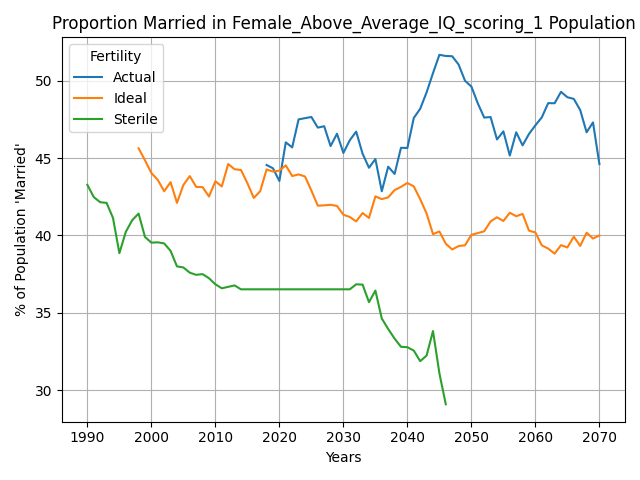 Proportion Married in Female_Above_Average_IQ_scoring_1 Population
Fertility
Actual
Ideal
Sterile
% of Population 'Married'
50
45
40
35
30
1990 2000 2010 2020 2030 2040 2050 2060 2070
Years